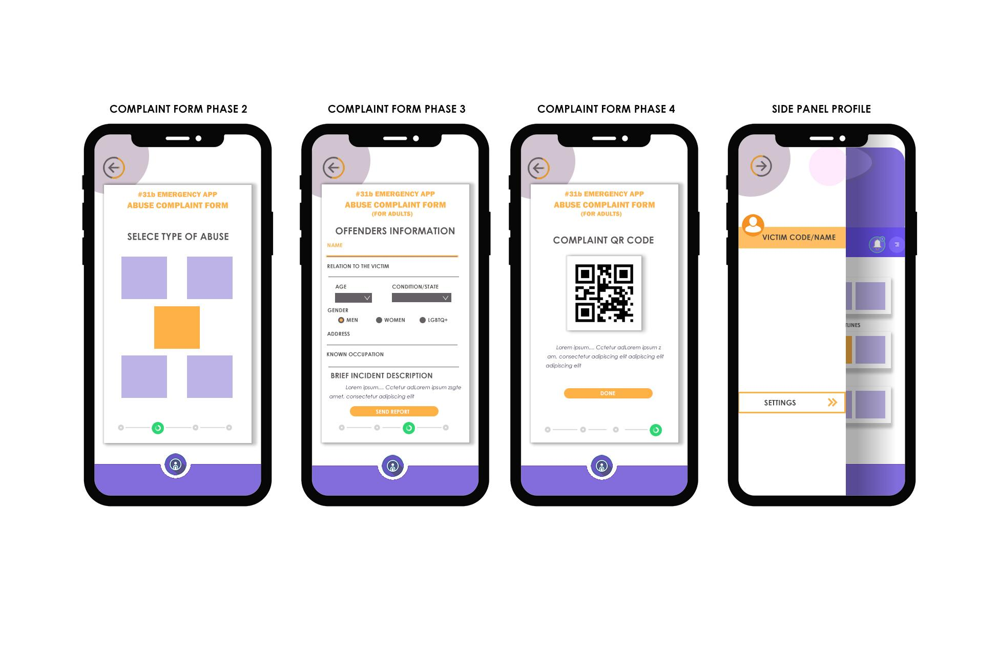 COMPLAINT FORM PHASE 2
#31b EMERGENCY APP
ABUSE COMPLAINT FORM
SELECE TYPE OF ABUSE
COMPLAINT FORM PHASE 3
#31b EMERGENCY APP
ABUSE COMPLAINT FORM
(FOR ADULTS)
OFFENDERS INFORMATION
NAME
RELATION TO THE VICTIM
AGE CONDITION/STATE
GENDER
MEN WOMEN LGBTQ+
ADDRESS
KNOWN OCCUPATION
BRIEF INCIDENT DESCRIPTION
Lorem ipsum.... Cctetur adLorem ipsum zsgte
amet, consectetur adipiscing elit
SEND REPORT
COMPLAINT FORM PHASE 4
#31b EMERGENCY APP
ABUSE COMPLAINT FORM
(FOR ADULTS)
COMPLAINT QR CODE
Lorem ipsum.... Cctetur adLorem ipsum z
am, consectetur adipiscing elit adipiscing elit
adipiscing elit
DONE
SIDE PANEL PROFILE
VICTIM CODE/NAME
TLINES
SETTINGS